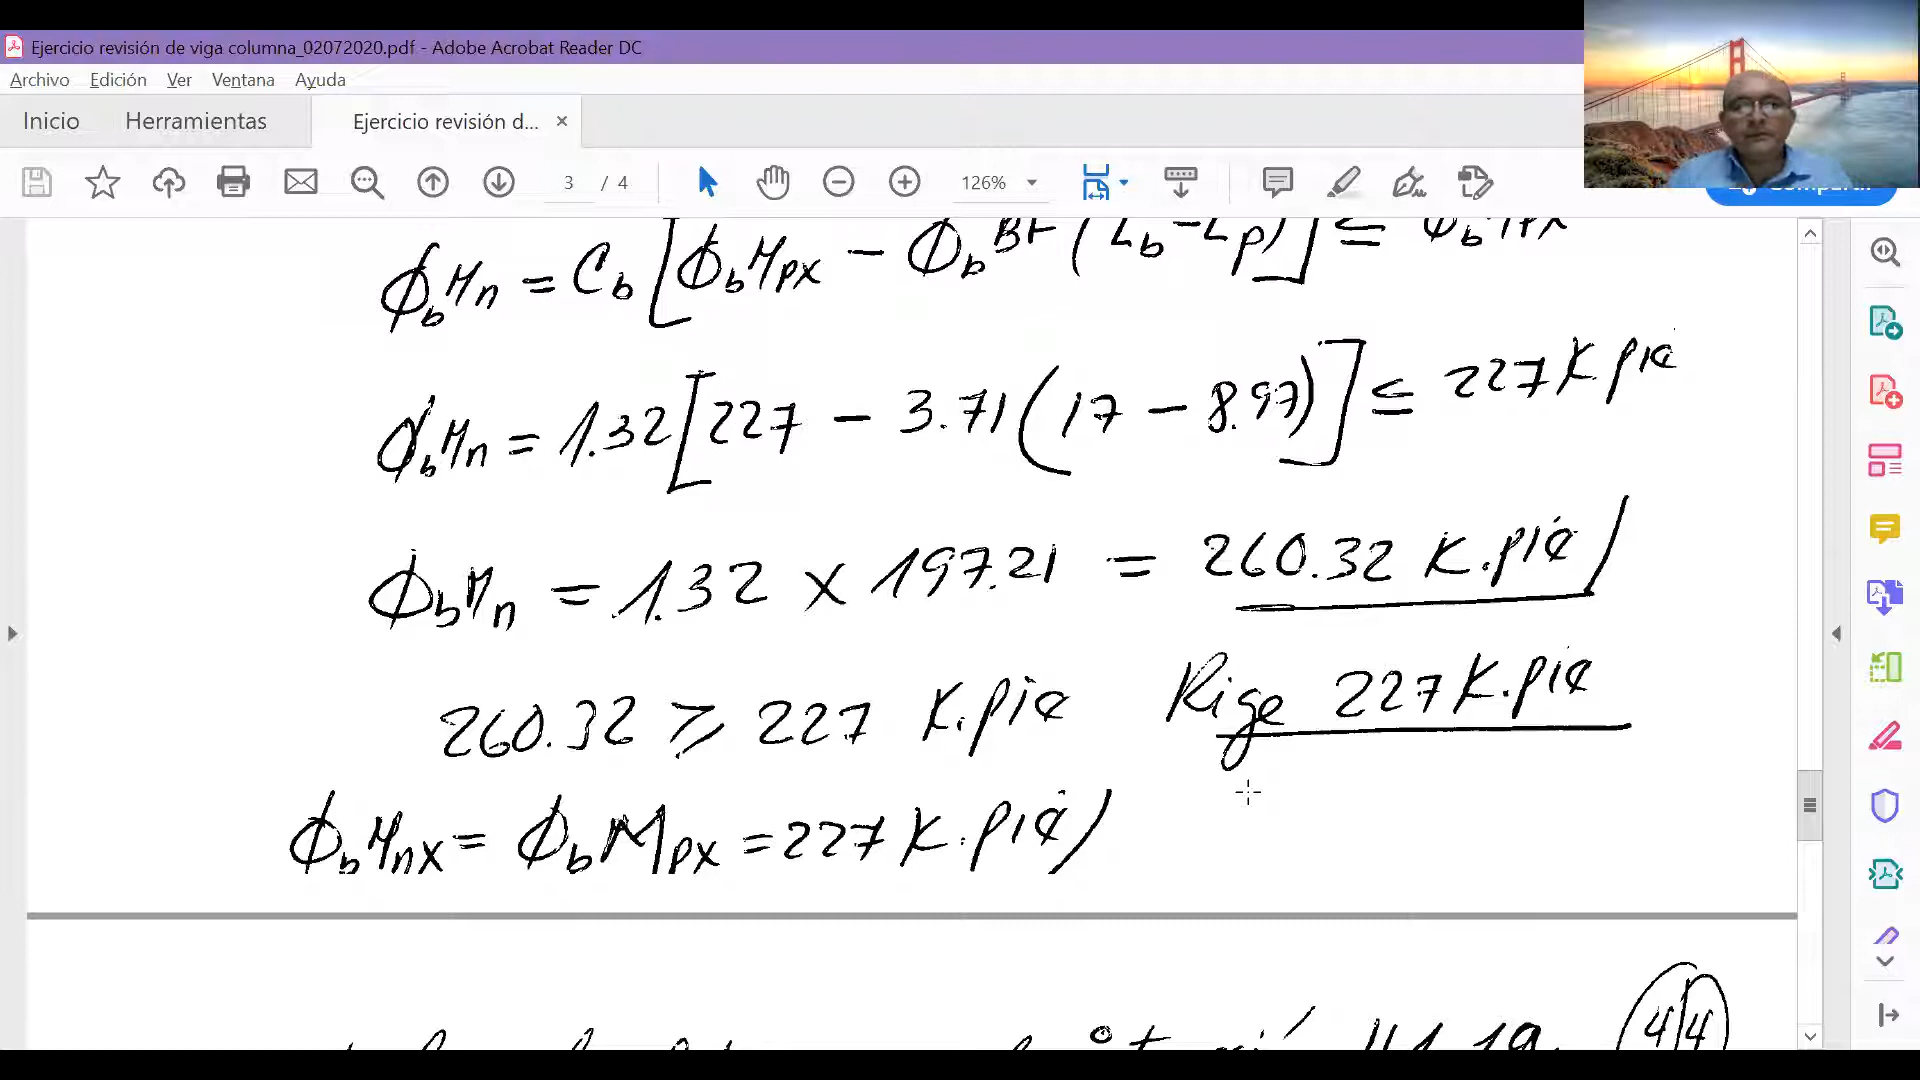 Ejercicio revisión de viga columna_02072020.pdf - Adobe Acrobat Reader DC
Archivo Edición Ver Ventana Ayuda
Inicio Herramientas Ejercicio revisión d... ×
3 / 4 126%
ϕbMn = Cb [ϕbMpx - ϕbBF (Lb-Lp)] ≤ ϕbMpx
ϕbMn = 1.32 [227 - 3.71 (17 - 8.97)] ≤ 227 K.pie
ϕbMn = 1.32 x 197.21 = 260.32 K.pie/
260.32 ≥ 227 K.pie Rige 227 K.pie
ϕbMnx = ϕbMpx = 227 K.pie/
4/4